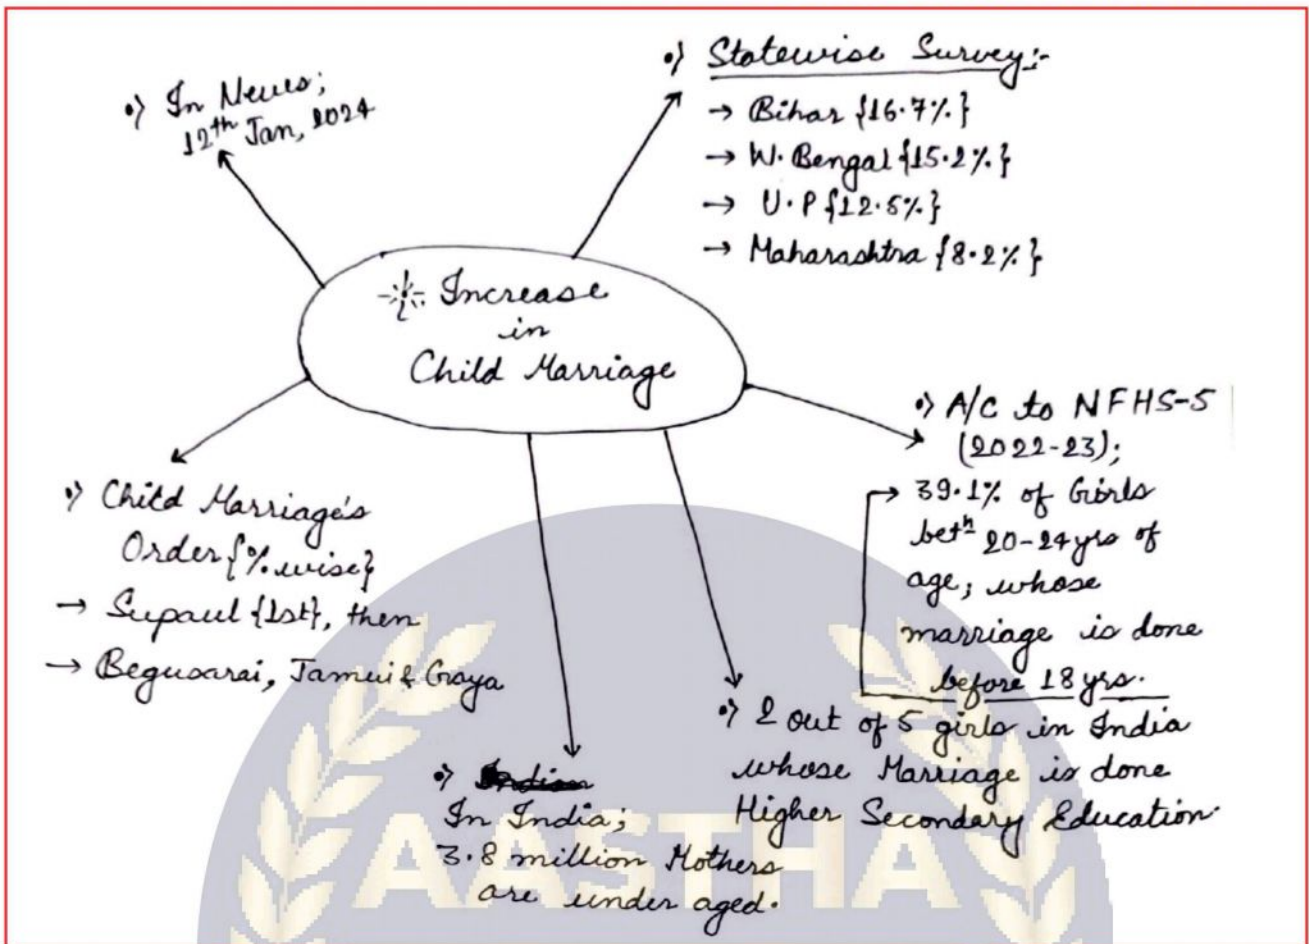 •) In News;
12th Jan, 2024
•) Statewise Survey:-
→ Bihar {16.7%}
→ W. Bengal {15.2%}
→ U.P {12.5%}
→ Maharashtra {8.2%}
Increase
in
Child Marriage
•) A/C to NFHS-5
(2022-23);
→ 39.1% of Girls
betⁿ 20-24 yrs of
age; whose
marriage is done
before 18 yrs.
•) Child Marriage's
Order {% wise}
→ Supaul {1st}, then
→ Begusarai, Jamui & Gaya
•) 2 out of 5 girls in India
whose Marriage is done
Higher Secondary Education.
•) Indian
In India;
3.8 million Mothers
are under aged.
AASTHA